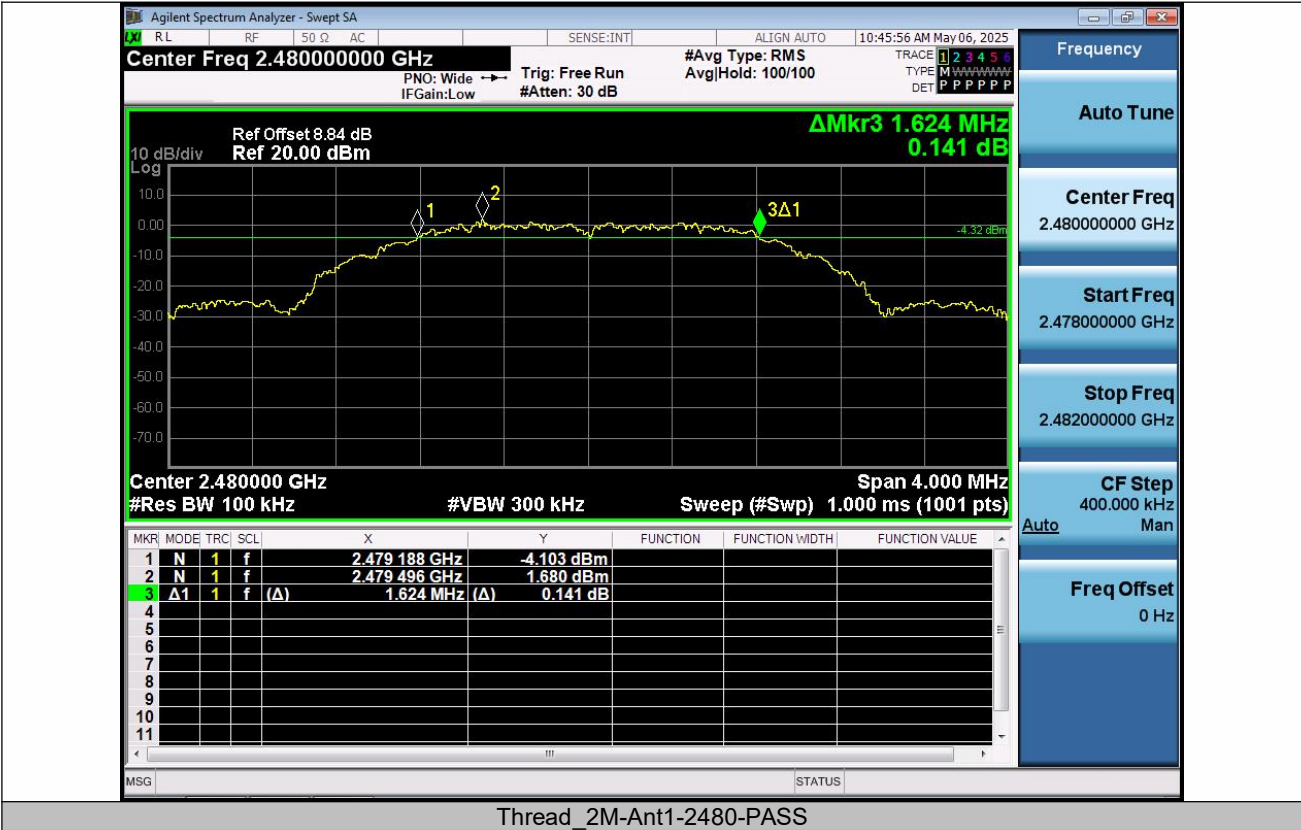 Agilent Spectrum Analyzer - Swept SA
LXI RL RF 50 Ω AC SENSE:INT ALIGN AUTO 10:45:56 AM May 06, 2025
Center Freq 2.480000000 GHz #Avg Type: RMS TRACE 1 2 3 4 5 6
PNO: Wide Trig: Free Run Avg|Hold: 100/100 TYPE M WWWWW
IFGain:Low #Atten: 30 dB DET P P P P P P
ΔMkr3 1.624 MHz
0.141 dB
Ref Offset 8.84 dB
10 dB/div Ref 20.00 dBm
Log
10.0
0.00
-10.0
-20.0
-30.0
-40.0
-50.0
-60.0
-70.0
1
2
3Δ1
-4.32 dBm
Center 2.480000 GHz Span 4.000 MHz
#Res BW 100 kHz #VBW 300 kHz Sweep (#Swp) 1.000 ms (1001 pts)
MKR MODE TRC SCL X Y FUNCTION FUNCTION WIDTH FUNCTION VALUE
1 N 1 f 2.479 188 GHz -4.103 dBm
2 N 1 f 2.479 496 GHz 1.680 dBm
3 Δ1 1 f (Δ) 1.624 MHz (Δ) 0.141 dB
4
5
6
7
8
9
10
11
MSG STATUS
Frequency
Auto Tune
Center Freq
2.480000000 GHz
Start Freq
2.478000000 GHz
Stop Freq
2.482000000 GHz
CF Step
400.000 kHz
Auto Man
Freq Offset
0 Hz
Thread_2M-Ant1-2480-PASS